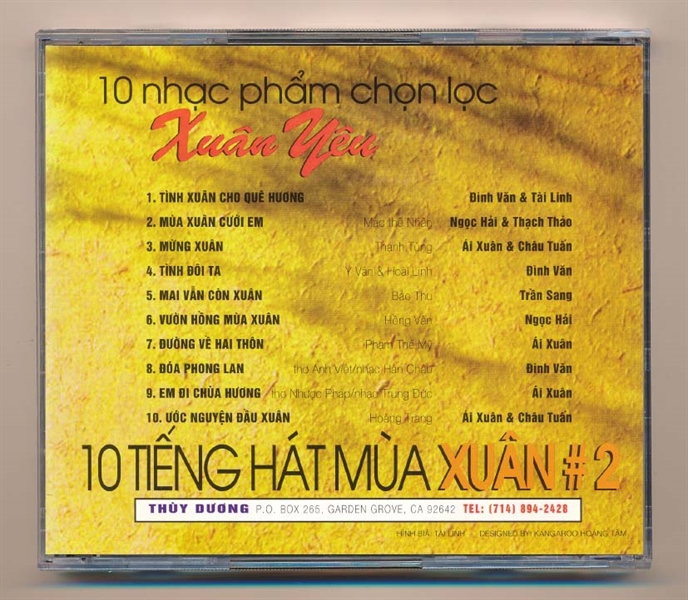 10 nhạc phẩm chọn lọc
Xuân Yêu
1. TÌNH XUÂN CHO QUÊ HƯƠNG Đình Văn & Tài Linh
2. MÙA XUÂN CƯỚI EM Mặc thế Nhân Ngọc Hải & Thạch Thảo
3. MỪNG XUÂN Thanh Tùng Ái Xuân & Châu Tuấn
4. TÌNH ĐÔI TA Y Vân & Hoài Linh Đình Văn
5. MAI VẪN CÒN XUÂN Bảo Thu Trần Sang
6. VƯỜN HỒNG MÙA XUÂN Hồng Vân Ngọc Hải
7. ĐƯỜNG VỀ HAI THÔN Phạm Thế Mỹ Ái Xuân
8. ĐÓA PHONG LAN thơ Anh Việt/nhạc Hàn Châu Đình Văn
9. EM ĐI CHÙA HƯƠNG thơ Nhược Pháp/nhạc Trung Đức Ái Xuân
10. ƯỚC NGUYỆN ĐẦU XUÂN Hoàng Trang Ái Xuân & Châu Tuấn
10 TIẾNG HÁT MÙA XUÂN # 2
THÙY DƯƠNG P.O. BOX 265, GARDEN GROVE, CA 92642 TEL: (714) 894-2428
HÌNH BÌA: TÀI LINH - DESIGNED BY: KANGAROO HOÀNG TÂM